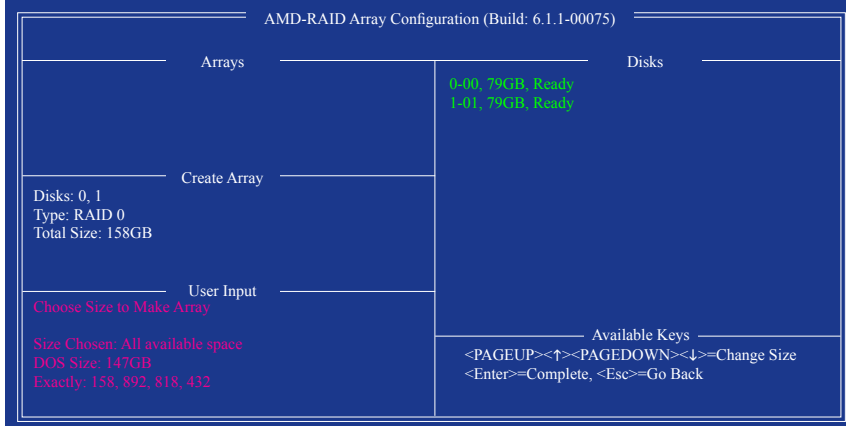 AMD-RAID Array Configuration (Build: 6.1.1-00075)
Arrays
Create Array
Disks: 0, 1
Type: RAID 0
Total Size: 158GB
User Input
Choose Size to Make Array
Size Chosen: All available space
DOS Size: 147GB
Exactly: 158, 892, 818, 432
Disks
0-00, 79GB, Ready
1-01, 79GB, Ready
Available Keys
<PAGEUP><↑><PAGEDOWN><↓>=Change Size
<Enter>=Complete, <Esc>=Go Back